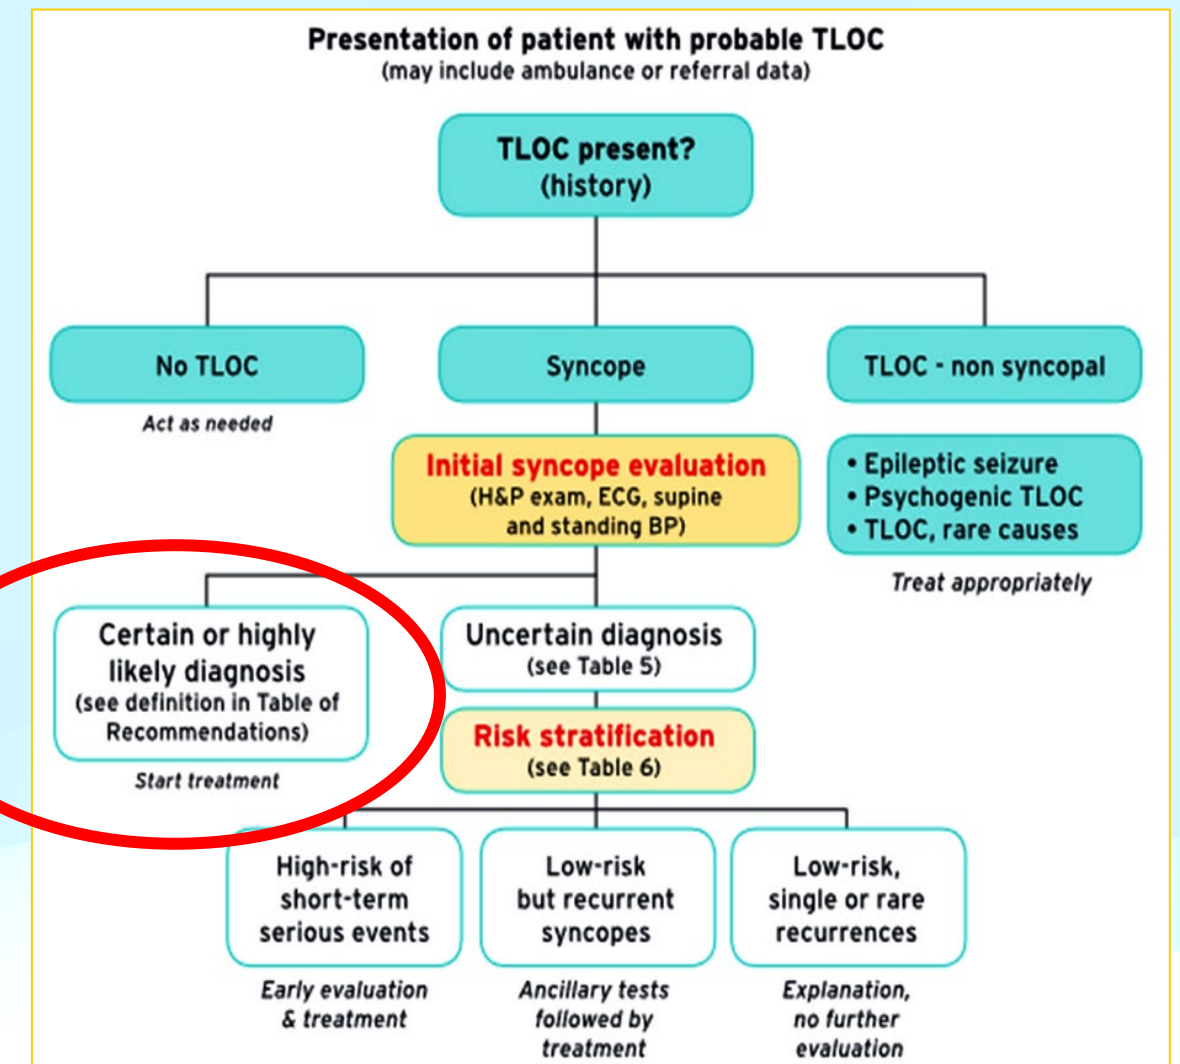 Presentation of patient with probable TLOC
(may include ambulance or referral data)
TLOC present?
(history)
No TLOC
Act as needed
Syncope
TLOC - non syncopal
Initial syncope evaluation
(H&P exam, ECG, supine
and standing BP)
• Epileptic seizure
• Psychogenic TLOC
• TLOC, rare causes
Treat appropriately
Certain or highly
likely diagnosis
(see definition in Table of
Recommendations)
Start treatment
Uncertain diagnosis
(see Table 5)
Risk stratification
(see Table 6)
High-risk of
short-term
serious events
Early evaluation
& treatment
Low-risk
but recurrent
syncopes
Ancillary tests
followed by
treatment
Low-risk,
single or rare
recurrences
Explanation,
no further
evaluation